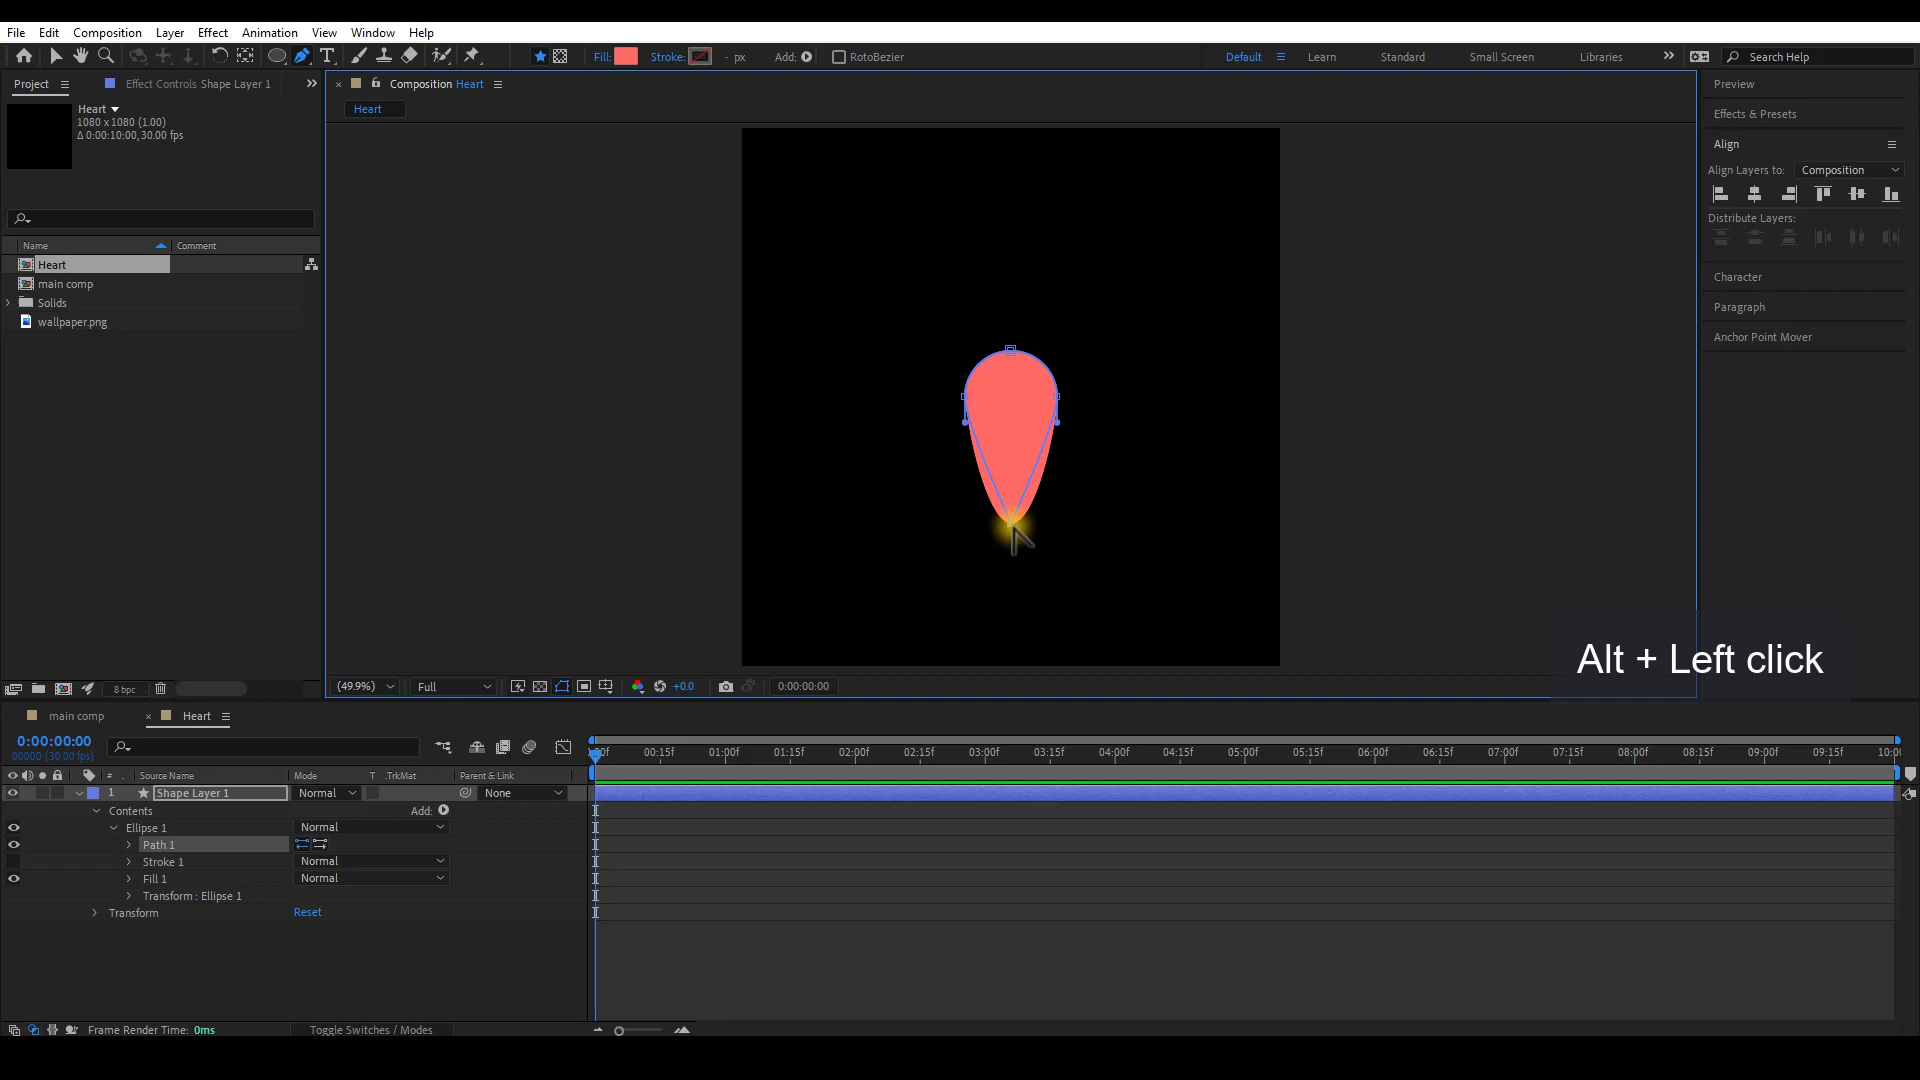 File Edit Composition Layer Effect Animation View Window Help
Fill: Stroke: - px Add: RotoBezier Default Learn Standard Small Screen Libraries Search Help
Project Effect Controls Shape Layer 1 Composition Heart Preview
Heart
1080 x 1080 (1.00)
Δ 0:00:10:00, 30.00 fps
Heart
Effects & Presets
Align
Align Layers to: Composition
Distribute Layers:
Name Comment
Heart
main comp
Solids
wallpaper.png
Character
Paragraph
Anchor Point Mover
Alt + Left click
8 bpc (49.9%) Full +0.0 0:00:00:00
main comp Heart
0:00:00:00
00000 (30.00 fps)
:00f 00:15f 01:00f 01:15f 02:00f 02:15f 03:00f 03:15f 04:00f 04:15f 05:00f 05:15f 06:00f 06:15f 07:00f 07:15f 08:00f 08:15f 09:00f 09:15f 10:00
# . Source Name Mode T .TrkMat Parent & Link
1 Shape Layer 1 Normal None
Contents Add:
Ellipse 1 Normal
Path 1
Stroke 1 Normal
Fill 1 Normal
Transform : Ellipse 1
Transform Reset
Frame Render Time: 0ms Toggle Switches / Modes